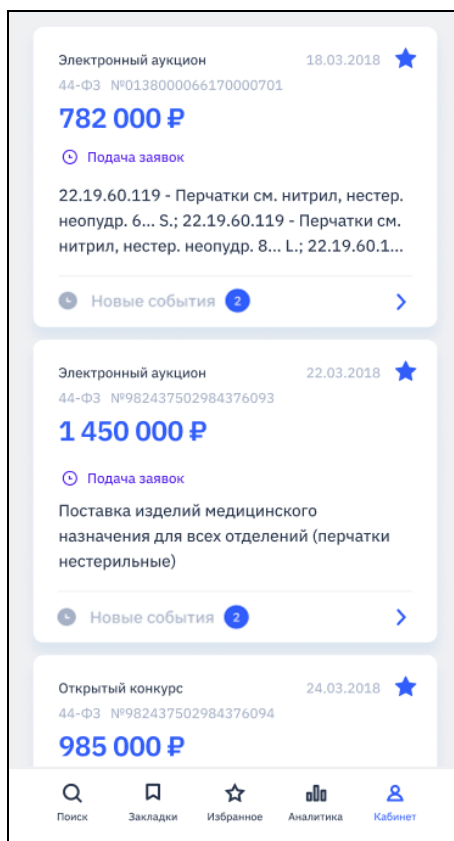 Электронный аукцион 18.03.2018
44-ФЗ №0138000066170000701
782 000 ₽
Подача заявок
22.19.60.119 - Перчатки см. нитрил, нестер.
неопудр. 6... S.; 22.19.60.119 - Перчатки см.
нитрил, нестер. неопудр. 8... L.; 22.19.60.1...
Новые события 2
Электронный аукцион 22.03.2018
44-ФЗ №982437502984376093
1 450 000 ₽
Подача заявок
Поставка изделий медицинского
назначения для всех отделений (перчатки
нестерильные)
Новые события 2
Открытый конкурс 24.03.2018
44-ФЗ №982437502984376094
985 000 ₽
Поиск Закладки Избранное Аналитика Кабинет